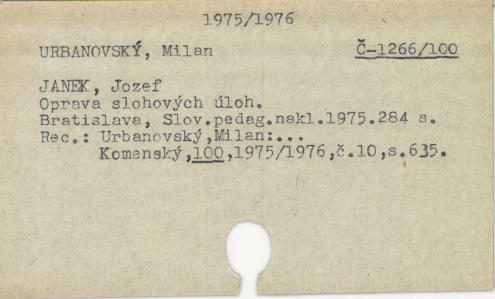 1975/1976
URBANOVSKÝ, Milan Č-1266/100
JANEK, Jozef
Oprava slohových úloh.
Bratislava, Slov.pedag.nakl.1975.284 s.
Rec.: Urbanovský,Milan:...
Komenský,100,1975/1976,č.10,s.635.